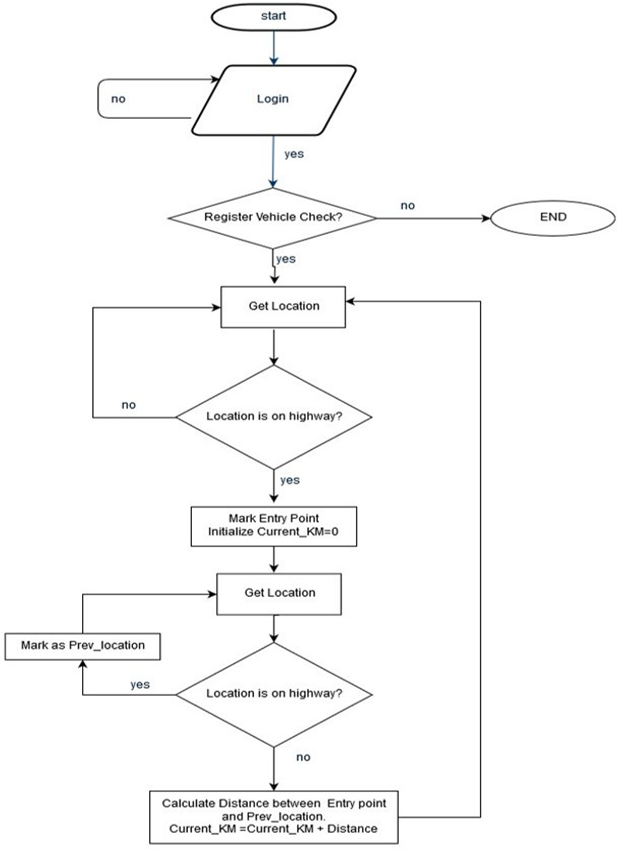 start
Login
no
yes
Register Vehicle Check?
no
END
yes
Get Location
Location is on highway?
no
yes
Mark Entry Point
Initialize Current_KM=0
Get Location
Mark as Prev_location
Location is on highway?
yes
no
Calculate Distance between Entry point
and Prev_location.
Current_KM =Current_KM + Distance